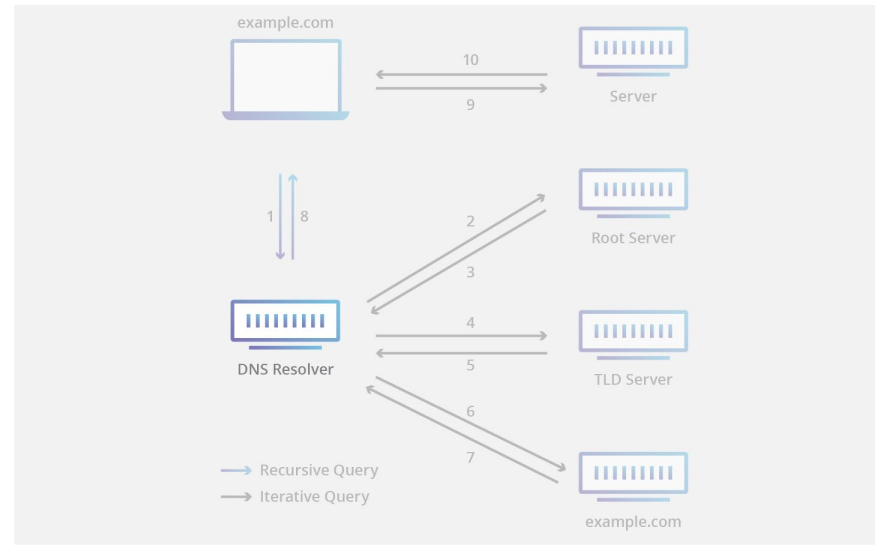 example.com
10
9
Server
1
8
2
3
Root Server
4
5
DNS Resolver
TLD Server
6
7
Recursive Query
Iterative Query
example.com